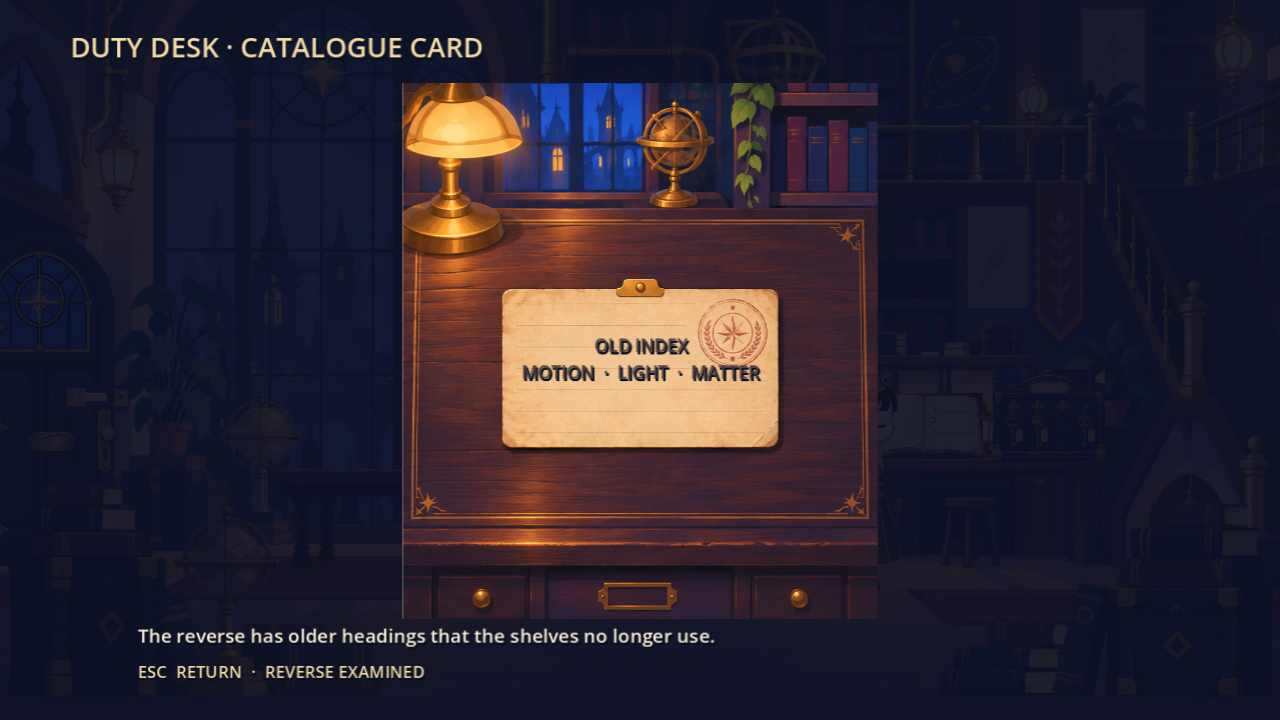 DUTY DESK · CATALOGUE CARD
OLD INDEX
MOTION · LIGHT · MATTER
The reverse has older headings that the shelves no longer use.
ESC RETURN · REVERSE EXAMINED